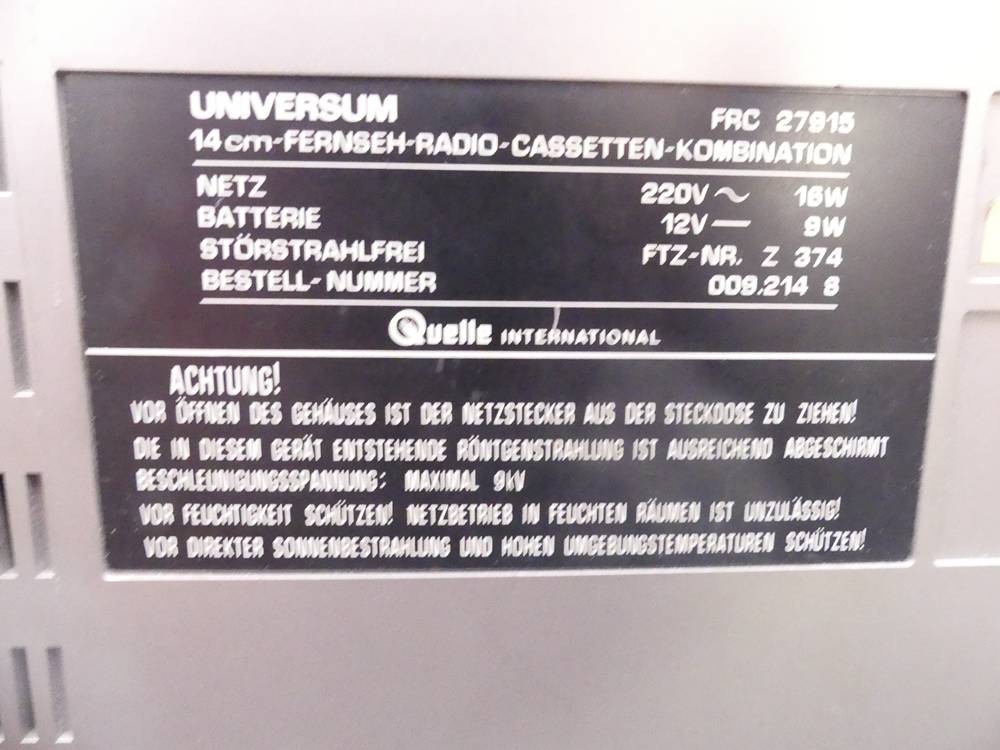 UNIVERSUM FRC 27915
14cm-FERNSEH-RADIO-CASSETTEN-KOMBINATION
NETZ 220V ~ 16W
BATTERIE 12V — 9W
STÖRSTRAHLFREI FTZ-NR. Z 374
BESTELL-NUMMER 009.214 8
Quelle INTERNATIONAL
ACHTUNG!
VOR ÖFFNEN DES GEHÄUSES IST DER NETZSTECKER AUS DER STECKDOSE ZU ZIEHEN!
DIE IN DIESEM GERÄT ENTSTEHENDE RÖNTGENSTRAHLUNG IST AUSREICHEND ABGESCHIRMT
BESCHLEUNIGUNGSSPANNUNG: MAXIMAL 9kV
VOR FEUCHTIGKEIT SCHÜTZEN! NETZBETRIEB IN FEUCHTEN RÄUMEN IST UNZULÄSSIG!
VOR DIREKTER SONNENBESTRAHLUNG UND HOHEN UMGEBUNGSTEMPERATUREN SCHÜTZEN!